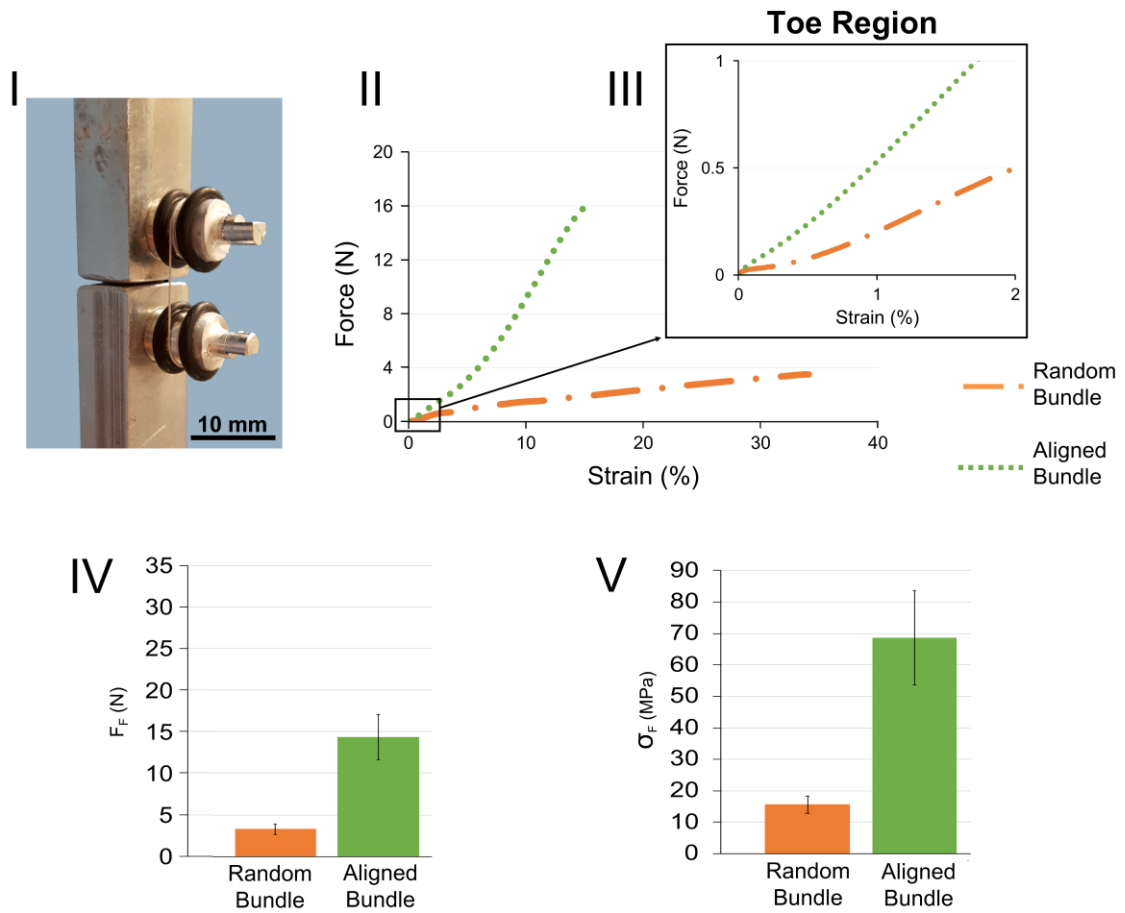 Toe Region
I
II
III
10 mm
Force (N)
20
16
12
8
4
0
0
10
20
30
40
Strain (%)
Force (N)
1
0.5
0
0
1
2
Strain (%)
Random
Bundle
Aligned
Bundle
IV
F_F (N)
35
30
25
20
15
10
5
0
Random
Bundle
Aligned
Bundle
V
σ_F (MPa)
90
80
70
60
50
40
30
20
10
0
Random
Bundle
Aligned
Bundle